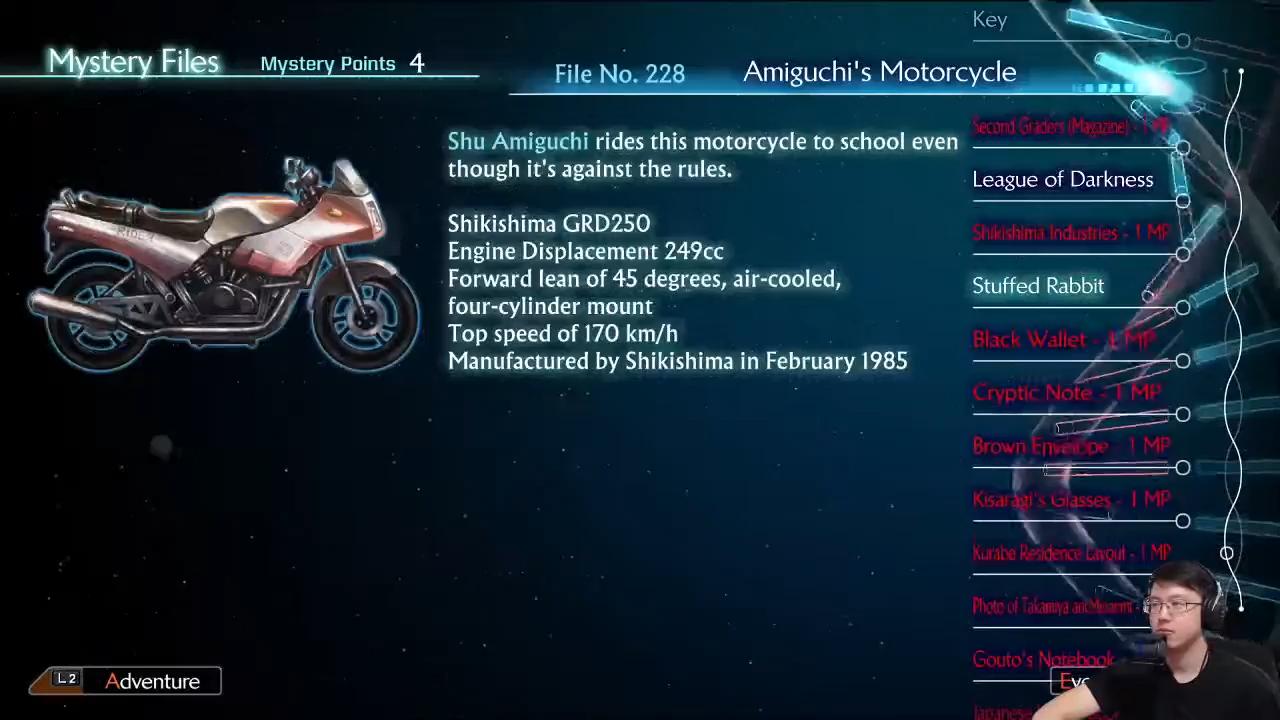 Mystery Files
Mystery Points 4
File No. 228
Amiguchi's Motorcycle
Shu Amiguchi rides this motorcycle to school even
though it's against the rules.
Shikishima GRD250
Engine Displacement 249cc
Forward lean of 45 degrees, air-cooled,
four-cylinder mount
Top speed of 170 km/h
Manufactured by Shikishima in February 1985
Key
Second Graders (Magazine) - 1 MP
League of Darkness
Shikishima Industries - 1 MP
Stuffed Rabbit
Black Wallet - 1 MP
Cryptic Note - 1 MP
Brown Envelope - 1 MP
Kisaragi's Glasses - 1 MP
Kurabe Residence Layout - 1 MP
Photo of Takamiya and
Gouto's Notebook
Japanese
L2 Adventure